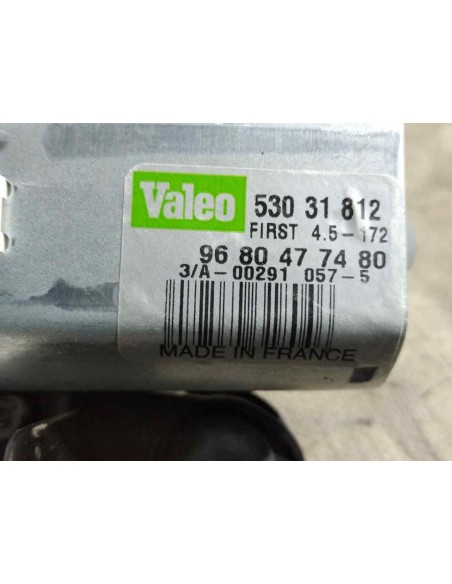 Valeo 530 31 812
FIRST 4.5-172
96 80 47 74 80
3/A-00291 057-5
MADE IN FRANCE